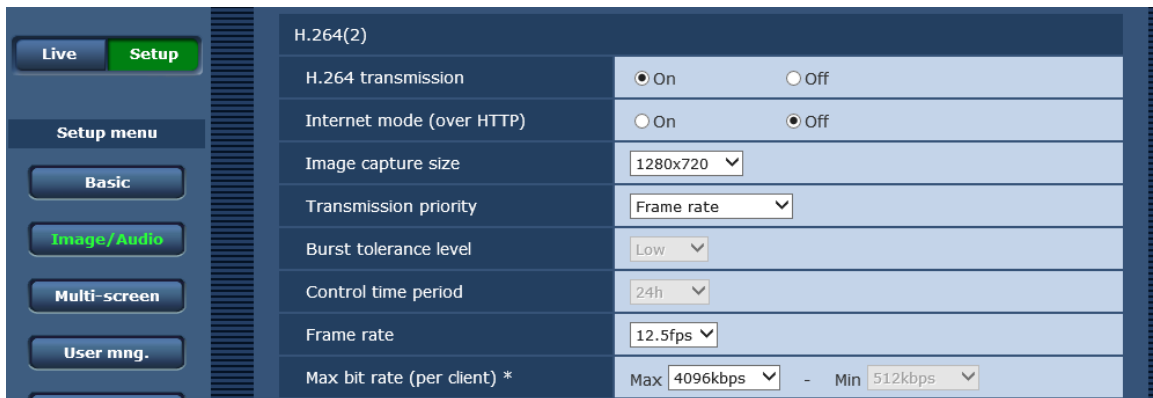 Live Setup
Setup menu
Basic
Image/Audio
Multi-screen
User mng.
H.264(2)
H.264 transmission On Off
Internet mode (over HTTP) On Off
Image capture size 1280x720
Transmission priority Frame rate
Burst tolerance level Low
Control time period 24h
Frame rate 12.5fps
Max bit rate (per client) * Max 4096kbps - Min 512kbps